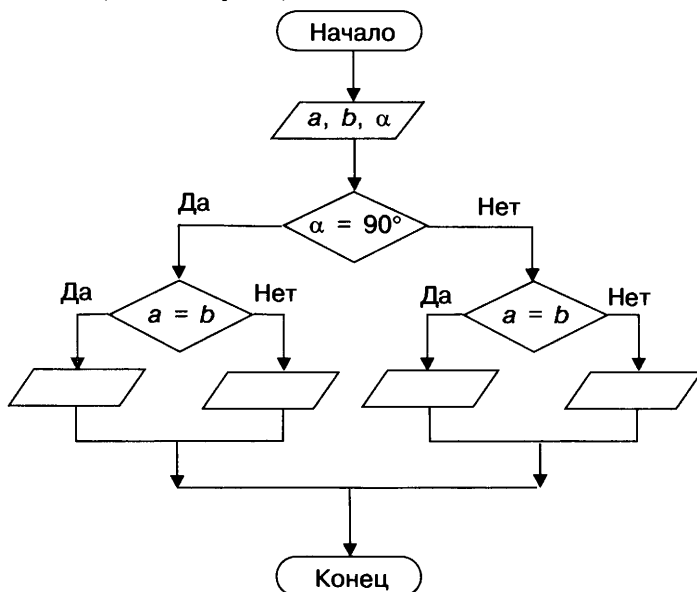 Начало
a, b, α
Да
α = 90°
Нет
Да
a = b
Нет
Да
a = b
Нет
Конец